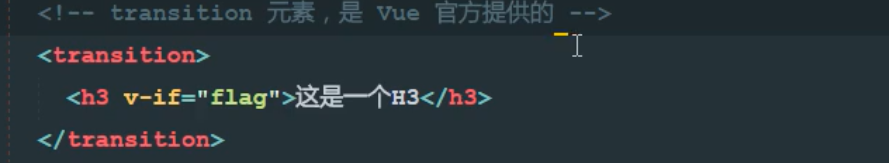 <!-- transition 元素，是 Vue 官方提供的 -->
<transition>
<h3 v-if="flag">这是一个H3</h3>
</transition>